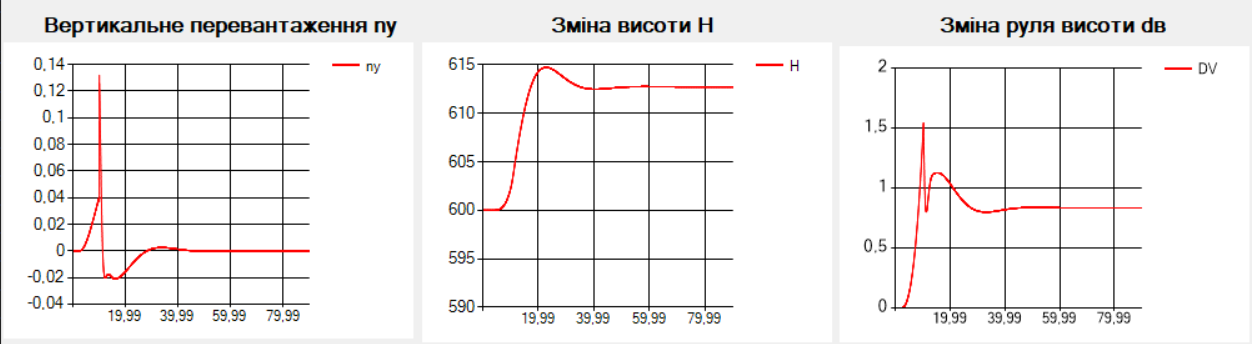 Вертикальне перевантаження ny
0,14
0,12
0,1
0,08
0,06
0,04
0,02
0
-0,02
-0,04
19,99 39,99 59,99 79,99
ny
Зміна висоти H
615
610
605
600
595
590
19,99 39,99 59,99 79,99
H
Зміна руля висоти dв
2
1,5
1
0,5
0
19,99 39,99 59,99 79,99
DV